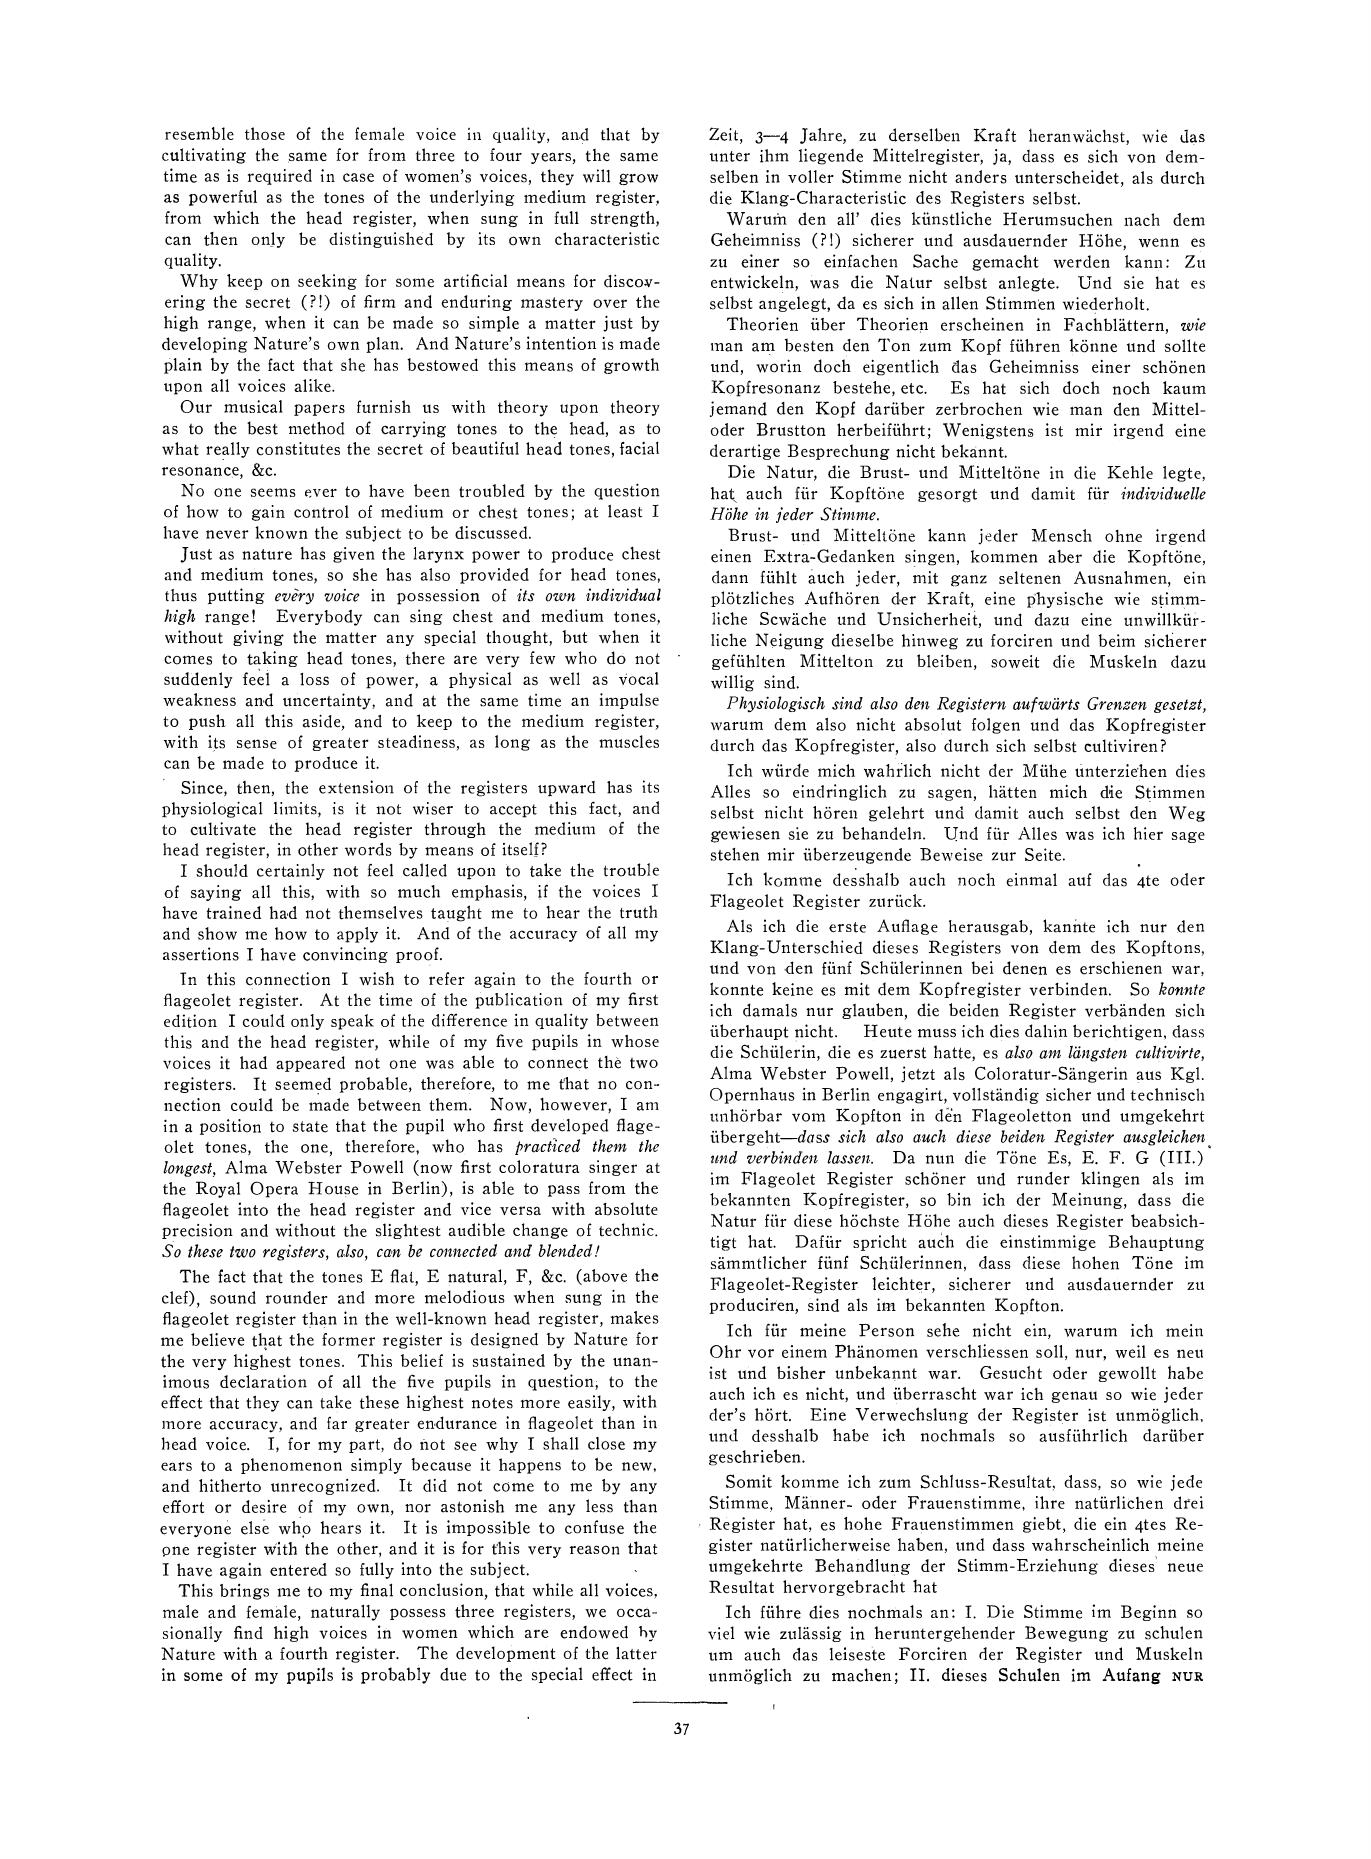 resemble those of the female voice in quality, and that by
cultivating the same for from three to four years, the same
time as is required in case of women's voices, they will grow
as powerful as the tones of the underlying medium register,
from which the head register, when sung in full strength,
can then only be distinguished by its own characteristic
quality.
Why keep on seeking for some artificial means for discov-
ering the secret (?!) of firm and enduring mastery over the
high range, when it can be made so simple a matter just by
developing Nature's own plan. And Nature's intention is made
plain by the fact that she has bestowed this means of growth
upon all voices alike.
Our musical papers furnish us with theory upon theory
as to the best method of carrying tones to the head, as to
what really constitutes the secret of beautiful head tones, facial
resonance, &c.
No one seems ever to have been troubled by the question
of how to gain control of medium or chest tones; at least I
have never known the subject to be discussed.
Just as nature has given the larynx power to produce chest
and medium tones, so she has also provided for head tones,
thus putting every voice in possession of its own individual
high range! Everybody can sing chest and medium tones,
without giving the matter any special thought, but when it
comes to taking head tones, there are very few who do not
suddenly feel a loss of power, a physical as well as vocal
weakness and uncertainty, and at the same time an impulse
to push all this aside, and to keep to the medium register,
with its sense of greater steadiness, as long as the muscles
can be made to produce it.
Since, then, the extension of the registers upward has its
physiological limits, is it not wiser to accept this fact, and
to cultivate the head register through the medium of the
head register, in other words by means of itself?
I should certainly not feel called upon to take the trouble
of saying all this, with so much emphasis, if the voices I
have trained had not themselves taught me to hear the truth
and show me how to apply it. And of the accuracy of all my
assertions I have convincing proof.
In this connection I wish to refer again to the fourth or
flageolet register. At the time of the publication of my first
edition I could only speak of the difference in quality between
this and the head register, while of my five pupils in whose
voices it had appeared not one was able to connect the two
registers. It seemed probable, therefore, to me that no con-
nection could be made between them. Now, however, I am
in a position to state that the pupil who first developed flage-
olet tones, the one, therefore, who has practiced them the
longest, Alma Webster Powell (now first coloratura singer at
the Royal Opera House in Berlin), is able to pass from the
flageolet into the head register and vice versa with absolute
precision and without the slightest audible change of technic.
So these two registers, also, can be connected and blended!
The fact that the tones E flat, E natural, F, &c. (above the
clef), sound rounder and more melodious when sung in the
flageolet register than in the well-known head register, makes
me believe that the former register is designed by Nature for
the very highest tones. This belief is sustained by the unan-
imous declaration of all the five pupils in question, to the
effect that they can take these highest notes more easily, with
more accuracy, and far greater endurance in flageolet than in
head voice. I, for my part, do not see why I shall close my
ears to a phenomenon simply because it happens to be new,
and hitherto unrecognized. It did not come to me by any
effort or desire of my own, nor astonish me any less than
everyone else who hears it. It is impossible to confuse the
one register with the other, and it is for this very reason that
I have again entered so fully into the subject.
This brings me to my final conclusion, that while all voices,
male and female, naturally possess three registers, we occa-
sionally find high voices in women which are endowed by
Nature with a fourth register. The development of the latter
in some of my pupils is probably due to the special effect in
Zeit, 3—4 Jahre, zu derselben Kraft heranwächst, wie das
unter ihm liegende Mittelregister, ja, dass es sich von dem-
selben in voller Stimme nicht anders unterscheidet, als durch
die Klang-Characteristic des Registers selbst.
Warum den all' dies künstliche Herumsuchen nach dem
Geheimniss (?!) sicherer und ausdauernder Höhe, wenn es
zu einer so einfachen Sache gemacht werden kann: Zu
entwickeln, was die Natur selbst anlegte. Und sie hat es
selbst angelegt, da es sich in allen Stimmen wiederholt.
Theorien über Theorien erscheinen in Fachblättern, wie
man am besten den Ton zum Kopf führen könne und sollte
und, worin doch eigentlich das Geheimniss einer schönen
Kopfresonanz bestehe, etc. Es hat sich doch noch kaum
jemand den Kopf darüber zerbrochen wie man den Mittel-
oder Brustton herbeiführt; Wenigstens ist mir irgend eine
derartige Besprechung nicht bekannt.
Die Natur, die Brust- und Mitteltöne in die Kehle legte,
hat auch für Kopftöne gesorgt und damit für individuelle
Höhe in jeder Stimme.
Brust- und Mitteltöne kann jeder Mensch ohne irgend
einen Extra-Gedanken singen, kommen aber die Kopftöne,
dann fühlt auch jeder, mit ganz seltenen Ausnahmen, ein
plötzliches Aufhören der Kraft, eine physische wie stimm-
liche Scwäche und Unsicherheit, und dazu eine unwillkür-
liche Neigung dieselbe hinweg zu forciren und beim sicherer
gefühlten Mittelton zu bleiben, soweit die Muskeln dazu
willig sind.
Physiologisch sind also den Registern aufwärts Grenzen gesetzt,
warum dem also nicht absolut folgen und das Kopfregister
durch das Kopfregister, also durch sich selbst cultiviren?
Ich würde mich wahrlich nicht der Mühe unterziehen dies
Alles so eindringlich zu sagen, hätten mich die Stimmen
selbst nicht hören gelehrt und damit auch selbst den Weg
gewiesen sie zu behandeln. Und für Alles was ich hier sage
stehen mir überzeugende Beweise zur Seite.
Ich komme desshalb auch noch einmal auf das 4te oder
Flageolet Register zurück.
Als ich die erste Auflage herausgab, kannte ich nur den
Klang-Unterschied dieses Registers von dem des Kopftons,
und von den fünf Schülerinnen bei denen es erschienen war,
konnte keine es mit dem Kopfregister verbinden. So konnte
ich damals nur glauben, die beiden Register verbänden sich
überhaupt nicht. Heute muss ich dies dahin berichtigen, dass
die Schülerin, die es zuerst hatte, es also am längsten cultivirte,
Alma Webster Powell, jetzt als Coloratur-Sängerin aus Kgl.
Opernhaus in Berlin engagirt, vollständig sicher und technisch
unhörbar vom Kopfton in den Flageoletton und umgekehrt
übergeht—dass sich also auch diese beiden Register ausgleichen
und verbinden lassen. Da nun die Töne Es, E. F. G (III.)
im Flageolet Register schöner und runder klingen als im
bekannten Kopfregister, so bin ich der Meinung, dass die
Natur für diese höchste Höhe auch dieses Register beabsich-
tigt hat. Dafür spricht auch die einstimmige Behauptung
sämmtlicher fünf Schülerinnen, dass diese hohen Töne im
Flageolet-Register leichter, sicherer und ausdauernder zu
produciren, sind als im bekannten Kopfton.
Ich für meine Person sehe nicht ein, warum ich mein
Ohr vor einem Phänomen verschliessen soll, nur, weil es neu
ist und bisher unbekannt war. Gesucht oder gewollt habe
auch ich es nicht, und überrascht war ich genau so wie jeder
der's hört. Eine Verwechslung der Register ist unmöglich,
und desshalb habe ich nochmals so ausführlich darüber
geschrieben.
Somit komme ich zum Schluss-Resultat, dass, so wie jede
Stimme, Männer- oder Frauenstimme, ihre natürlichen drei
Register hat, es hohe Frauenstimmen giebt, die ein 4tes Re-
gister natürlicherweise haben, und dass wahrscheinlich meine
umgekehrte Behandlung der Stimm-Erziehung dieses neue
Resultat hervorgebracht hat
Ich führe dies nochmals an: I. Die Stimme im Beginn so
viel wie zulässig in heruntergehender Bewegung zu schulen
um auch das leiseste Forciren der Register und Muskeln
unmöglich zu machen; II. dieses Schulen im Aufang NUR
37